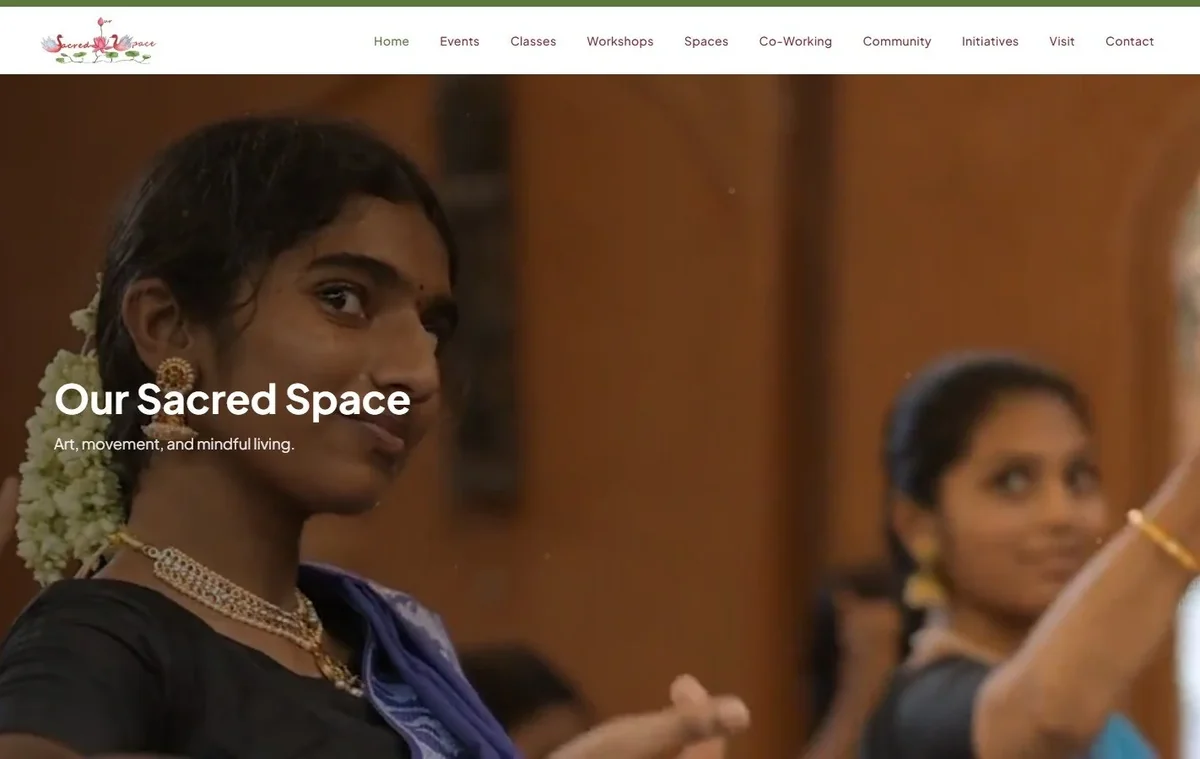 Our
Sacred Space
Home Events Classes Workshops Spaces Co-Working Community Initiatives Visit Contact
Our Sacred Space
Art, movement, and mindful living.